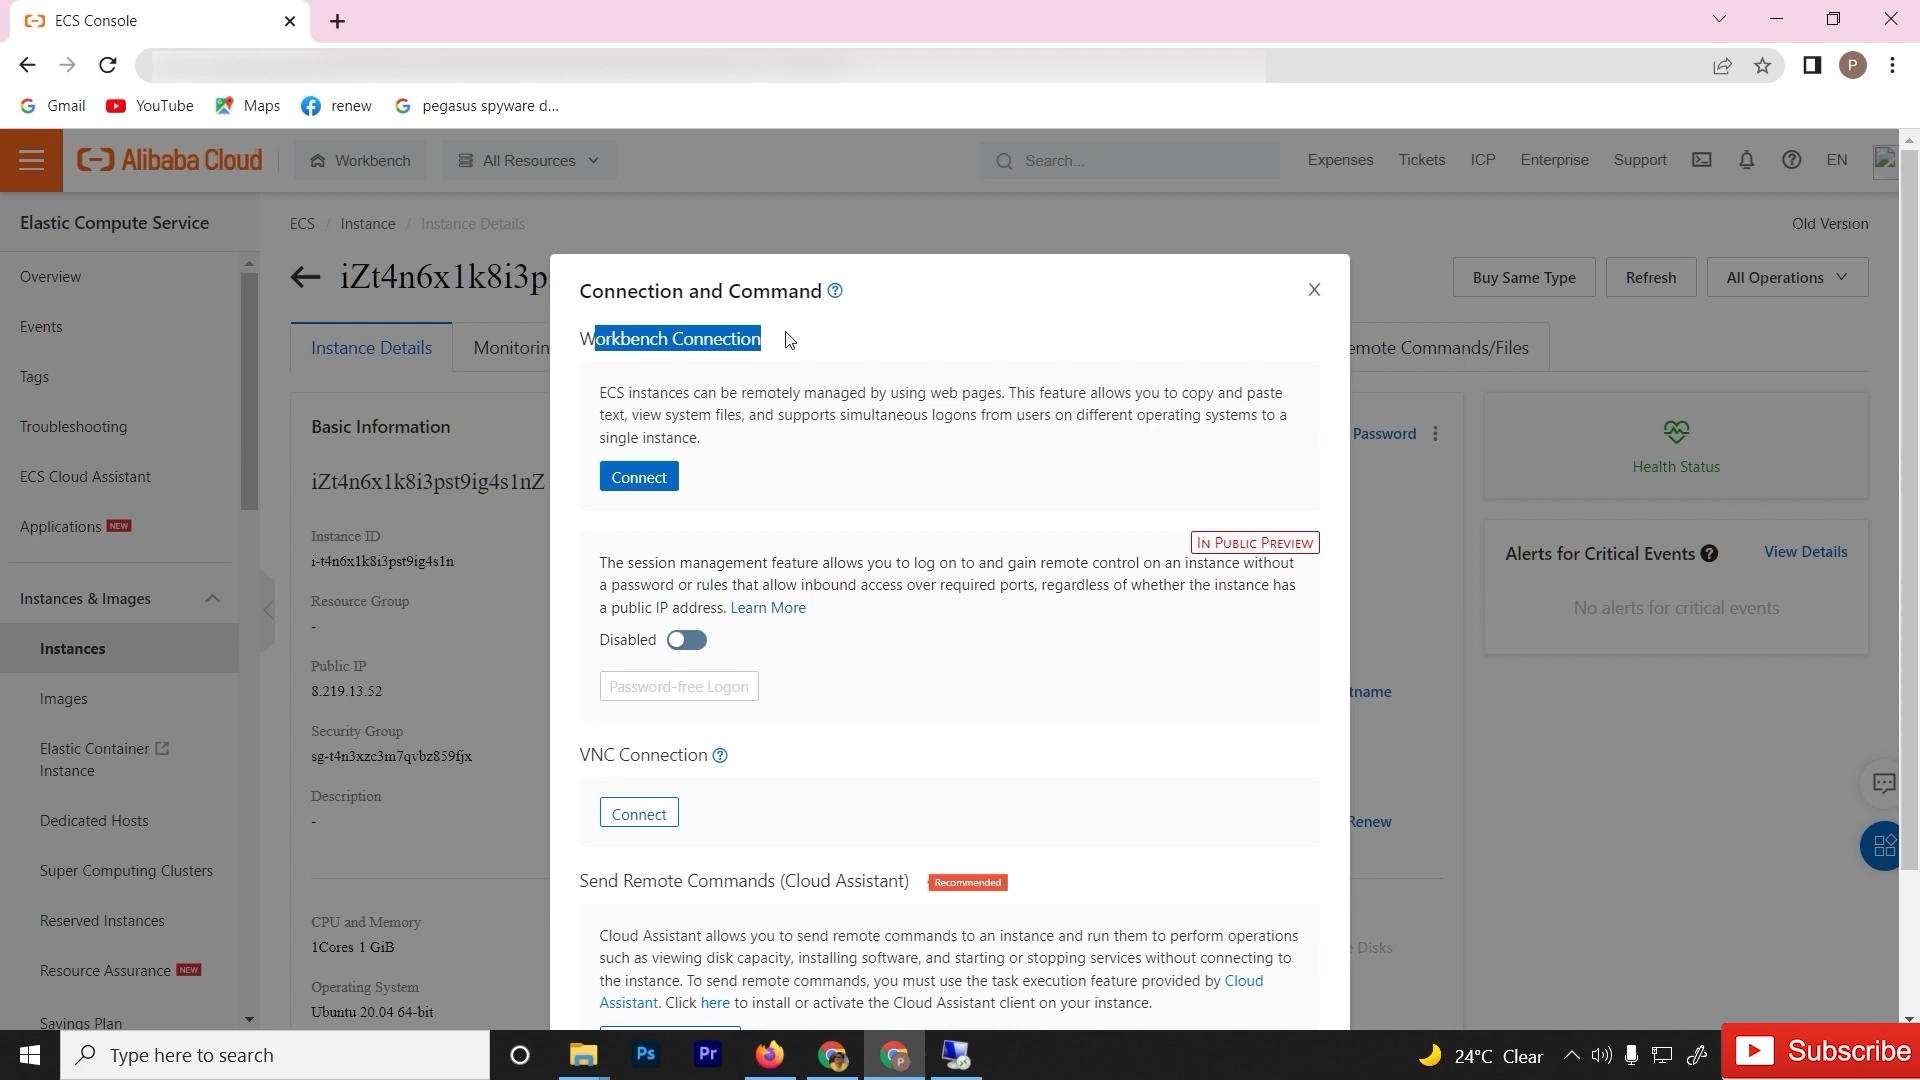 ECS Console
Gmail
YouTube
Maps
renew
pegasus spyware d...
Alibaba Cloud
Workbench
All Resources
Search...
Expenses
Tickets
ICP
Enterprise
Support
EN
Elastic Compute Service
ECS / Instance / Instance Details
Old Version
Overview
Events
Tags
Troubleshooting
ECS Cloud Assistant
Applications NEW
Instances & Images
Instances
Images
Elastic Container
Instance
Dedicated Hosts
Super Computing Clusters
Reserved Instances
Resource Assurance NEW
Savings Plan
iZt4n6x1k8i3p
Buy Same Type
Refresh
All Operations
Instance Details
Monitorin
emote Commands/Files
Basic Information
iZt4n6x1k8i3pst9ig4s1nZ
Instance ID
i-t4n6x1k8i3pst9ig4s1n
Resource Group
-
Public IP
8.219.13.52
Security Group
sg-t4n3xzc3m7qvbz859fjx
Description
-
CPU and Memory
1Cores 1 GiB
Operating System
Ubuntu 20.04 64-bit
Connection and Command
Workbench Connection
ECS instances can be remotely managed by using web pages. This feature allows you to copy and paste
text, view system files, and supports simultaneous logons from users on different operating systems to a
single instance.
Connect
IN PUBLIC PREVIEW
The session management feature allows you to log on to and gain remote control on an instance without
a password or rules that allow inbound access over required ports, regardless of whether the instance has
a public IP address. Learn More
Disabled
Password-free Logon
VNC Connection
Connect
Send Remote Commands (Cloud Assistant) Recommended
Cloud Assistant allows you to send remote commands to an instance and run them to perform operations
such as viewing disk capacity, installing software, and starting or stopping services without connecting to
the instance. To send remote commands, you must use the task execution feature provided by Cloud
Assistant. Click here to install or activate the Cloud Assistant client on your instance.
Password
tname
Renew
e Disks
Health Status
Alerts for Critical Events
View Details
No alerts for critical events
Type here to search
Ps
Pr
24°C Clear
Subscribe
P